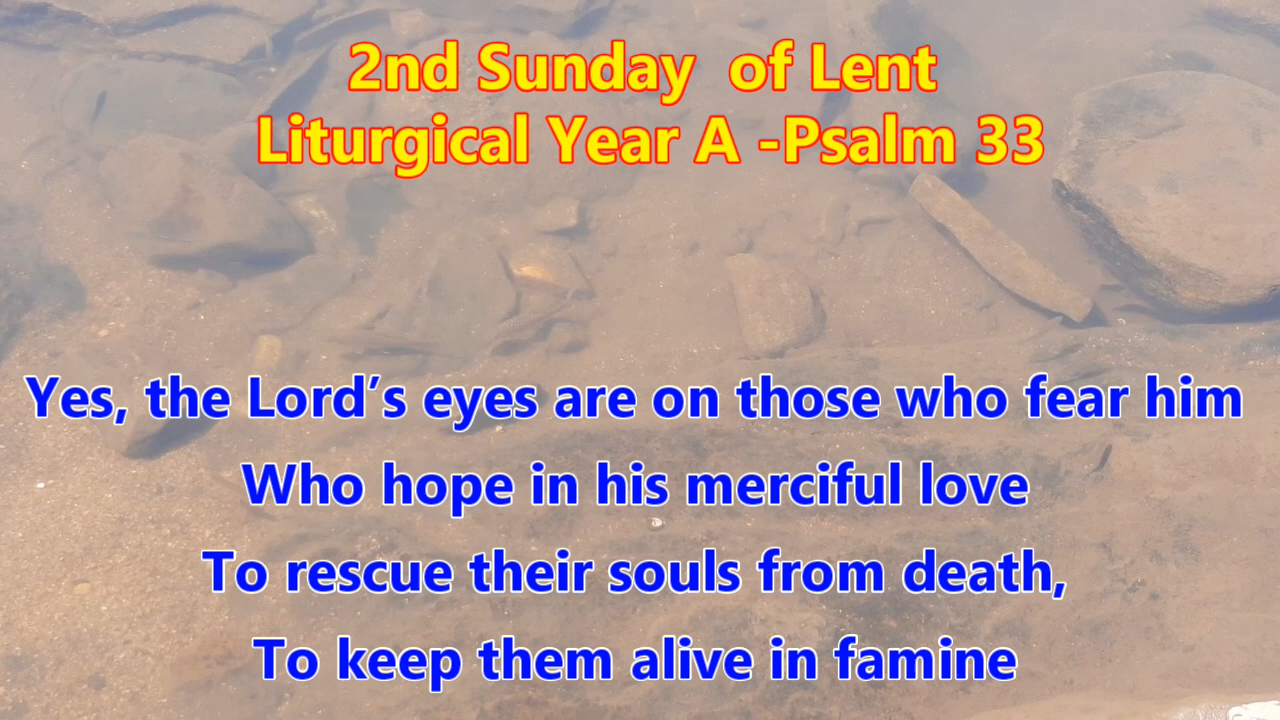 2nd Sunday  of Lent
Liturgical Year A -Psalm 33
Yes, the Lord’s eyes are on those who fear him
Who hope in his merciful love
To rescue their souls from death,
To keep them alive in famine